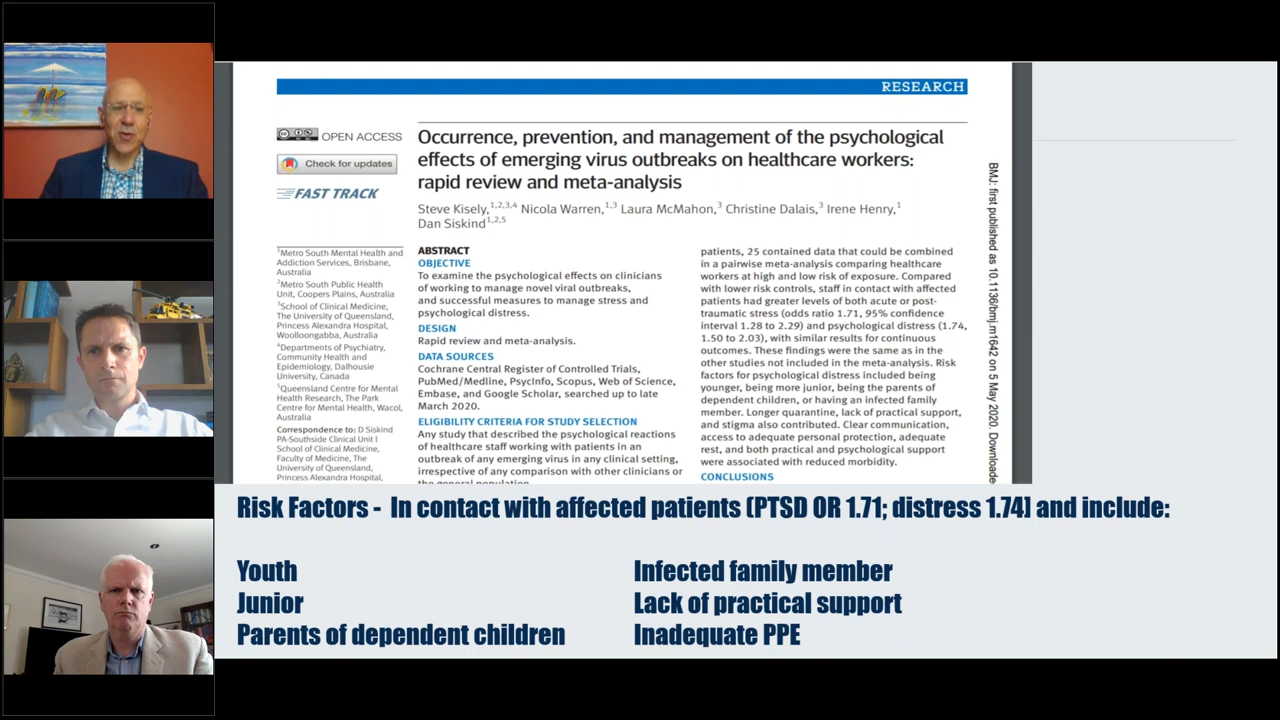 RESEARCH
OPEN ACCESS
Check for updates
FAST TRACK
Occurrence, prevention, and management of the psychological
effects of emerging virus outbreaks on healthcare workers:
rapid review and meta-analysis
Steve Kisely,1,2,3,4 Nicola Warren,1,3 Laura McMahon,3 Christine Dalais,3 Irene Henry,1
Dan Siskind1,2,5
1Metro South Mental Health and
Addiction Services, Brisbane,
Australia
2Metro South Public Health
Unit, Coopers Plains, Australia
3School of Clinical Medicine,
The University of Queensland,
Princess Alexandra Hospital,
Woolloongabba, Australia
4Departments of Psychiatry,
Community Health and
Epidemiology, Dalhousie
University, Canada
5Queensland Centre for Mental
Health Research, The Park
Centre for Mental Health, Wacol,
Australia
Correspondence to: D Siskind
PA-Southside Clinical Unit I
School of Clinical Medicine,
Faculty of Medicine, The
University of Queensland,
Princess Alexandra Hospital,
ABSTRACT
OBJECTIVE
To examine the psychological effects on clinicians
of working to manage novel viral outbreaks,
and successful measures to manage stress and
psychological distress.
DESIGN
Rapid review and meta-analysis.
DATA SOURCES
Cochrane Central Register of Controlled Trials,
PubMed/Medline, PsycInfo, Scopus, Web of Science,
Embase, and Google Scholar, searched up to late
March 2020.
ELIGIBILITY CRITERIA FOR STUDY SELECTION
Any study that described the psychological reactions
of healthcare staff working with patients in an
outbreak of any emerging virus in any clinical setting,
irrespective of any comparison with other clinicians or
the general population.
patients, 25 contained data that could be combined
in a pairwise meta-analysis comparing healthcare
workers at high and low risk of exposure. Compared
with lower risk controls, staff in contact with affected
patients had greater levels of both acute or post-
traumatic stress (odds ratio 1.71, 95% confidence
interval 1.28 to 2.29) and psychological distress (1.74,
1.50 to 2.03), with similar results for continuous
outcomes. These findings were the same as in the
other studies not included in the meta-analysis. Risk
factors for psychological distress included being
younger, being more junior, being the parents of
dependent children, or having an infected family
member. Longer quarantine, lack of practical support,
and stigma also contributed. Clear communication,
access to adequate personal protection, adequate
rest, and both practical and psychological support
were associated with reduced morbidity.
CONCLUSIONS
BMJ: first published as 10.1136/bmj.m1642 on 5 May 2020. Downloade
Risk Factors - In contact with affected patients (PTSD OR 1.71; distress 1.74] and include:
Youth
Junior
Parents of dependent children
Infected family member
Lack of practical support
Inadequate PPE